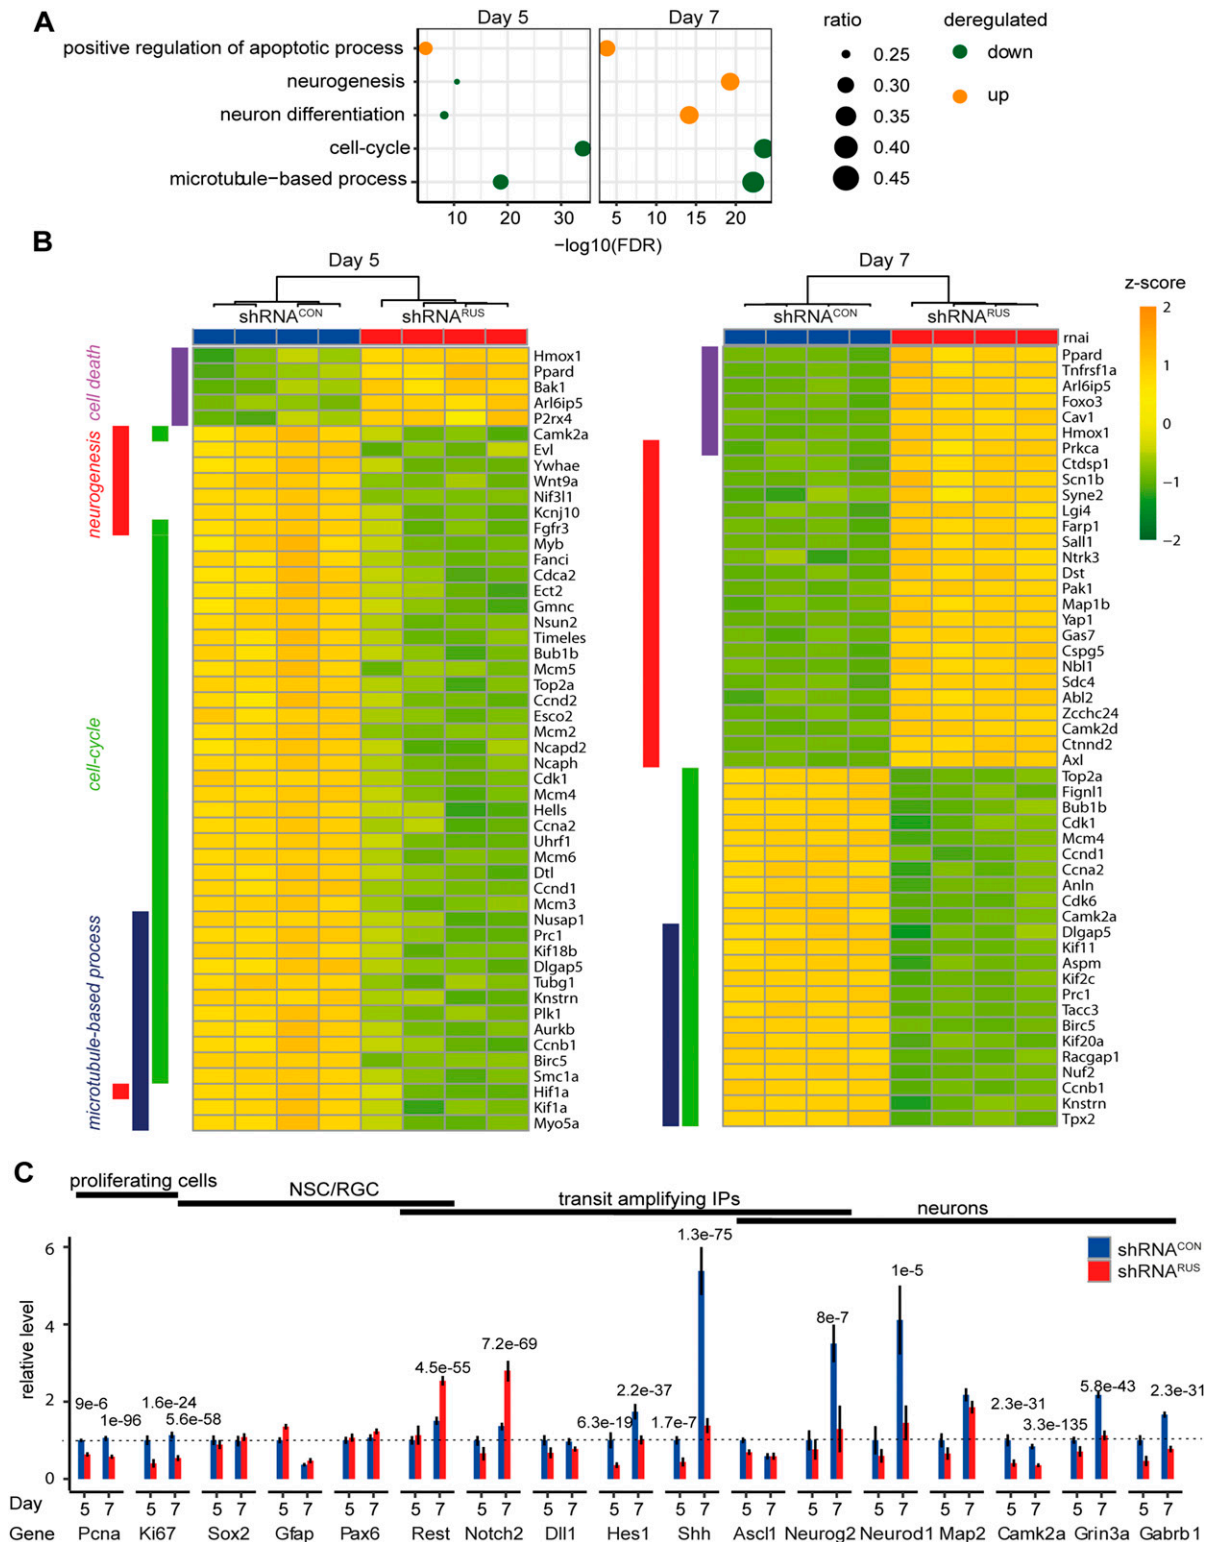 A
Day 5
Day 7
ratio
deregulated
positive regulation of apoptotic process
neurogenesis
neuron differentiation
cell-cycle
microtubule-based process
0.25
0.30
0.35
0.40
0.45
down
up
10
20
30
5
10
15
20
−log10(FDR)
B
Day 5
Day 7
shRNACON
shRNARUS
shRNACON
shRNARUS
z-score
2
1
0
−1
−2
cell death
neurogenesis
cell-cycle
microtubule-based process
Hmox1
Ppard
Bak1
Arl6ip5
P2rx4
Camk2a
Evl
Ywhae
Wnt9a
Nif3l1
Kcnj10
Fgfr3
Myb
Fanci
Cdca2
Ect2
Gmnc
Nsun2
Timeles
Bub1b
Mcm5
Top2a
Ccnd2
Esco2
Mcm2
Ncapd2
Ncaph
Cdk1
Mcm4
Hells
Ccna2
Uhrf1
Mcm6
Dtl
Ccnd1
Mcm3
Nusap1
Prc1
Kif18b
Dlgap5
Tubg1
Knstrn
Plk1
Aurkb
Ccnb1
Birc5
Smc1a
Hif1a
Kif1a
Myo5a
rnai
Ppard
Tnfrsf1a
Arl6ip5
Foxo3
Cav1
Hmox1
Prkca
Ctdsp1
Scn1b
Syne2
Lgi4
Farp1
Sall1
Ntrk3
Dst
Pak1
Map1b
Yap1
Gas7
Cspg5
Nbl1
Sdc4
Abl2
Zcchc24
Camk2d
Ctnnd2
Axl
Top2a
Fignl1
Bub1b
Cdk1
Mcm4
Ccnd1
Ccna2
Anln
Cdk6
Camk2a
Dlgap5
Kif11
Aspm
Kif2c
Prc1
Tacc3
Birc5
Kif20a
Racgap1
Nuf2
Ccnb1
Knstrn
Tpx2
C
proliferating cells
NSC/RGC
transit amplifying IPs
neurons
shRNACON
shRNARUS
relative level
6
4
2
0
9e-6
1e-96
1.6e-24
5.6e-58
4.5e-55
7.2e-69
6.3e-19
2.2e-37
1.7e-7
1.3e-75
8e-7
1e-5
2.3e-31
3.3e-135
5.8e-43
2.3e-31
Day 5 7 5 7 5 7 5 7 5 7 5 7 5 7 5 7 5 7 5 7 5 7 5 7 5 7 5 7 5 7 5 7 5 7
Gene Pcna Ki67 Sox2 Gfap Pax6 Rest Notch2 Dll1 Hes1 Shh Ascl1 Neurog2 Neurod1 Map2 Camk2a Grin3a Gabrb1